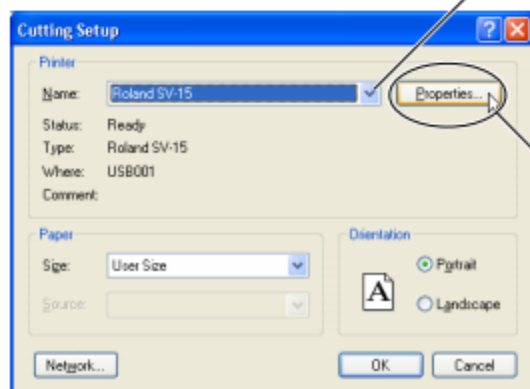 Cutting Setup
Printer
Name: Roland SV-15 Properties...
Status: Ready
Type: Roland SV-15
Where: USB001
Comment:
Paper
Size: User Size
Source:
Orientation
A
Portrait
Landscape
Network... OK Cancel